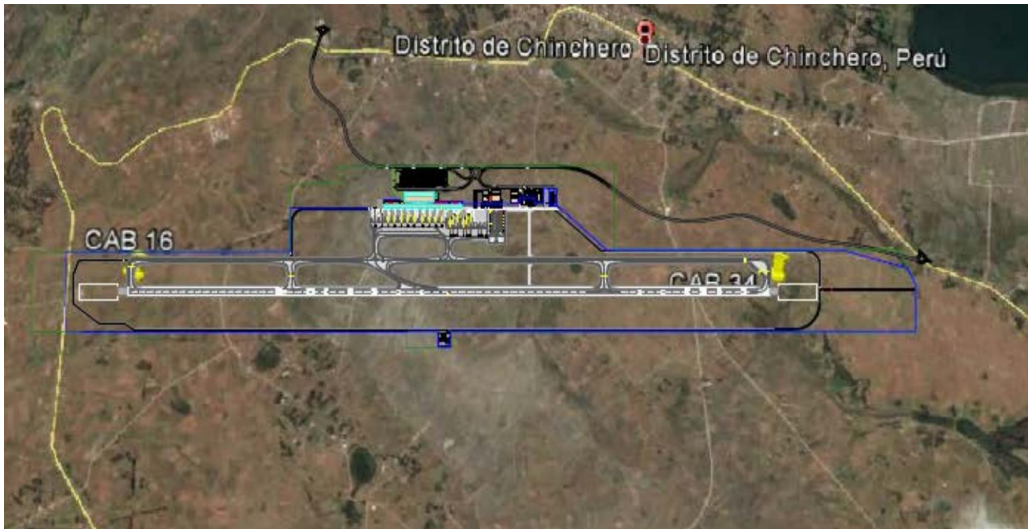 Distrito de Chinchero
Distrito de Chinchero, Perú
CAB 16
CAB 34